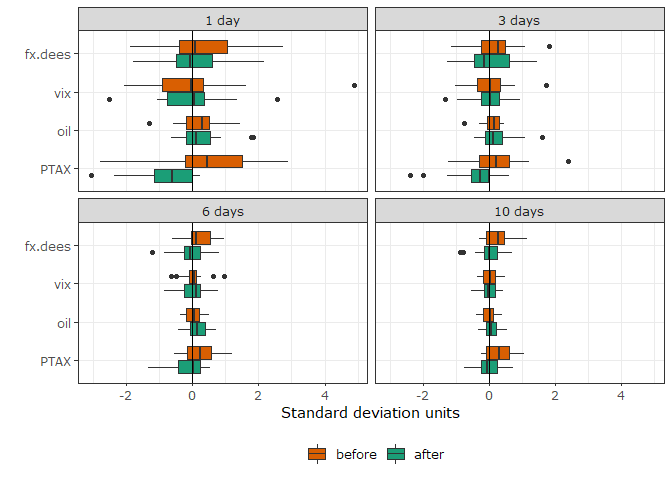 1 day
3 days
fx.dees
vix
oil
PTAX
6 days
10 days
fx.dees
vix
oil
PTAX
-2 0 2 4 -2 0 2 4
Standard deviation units
before after